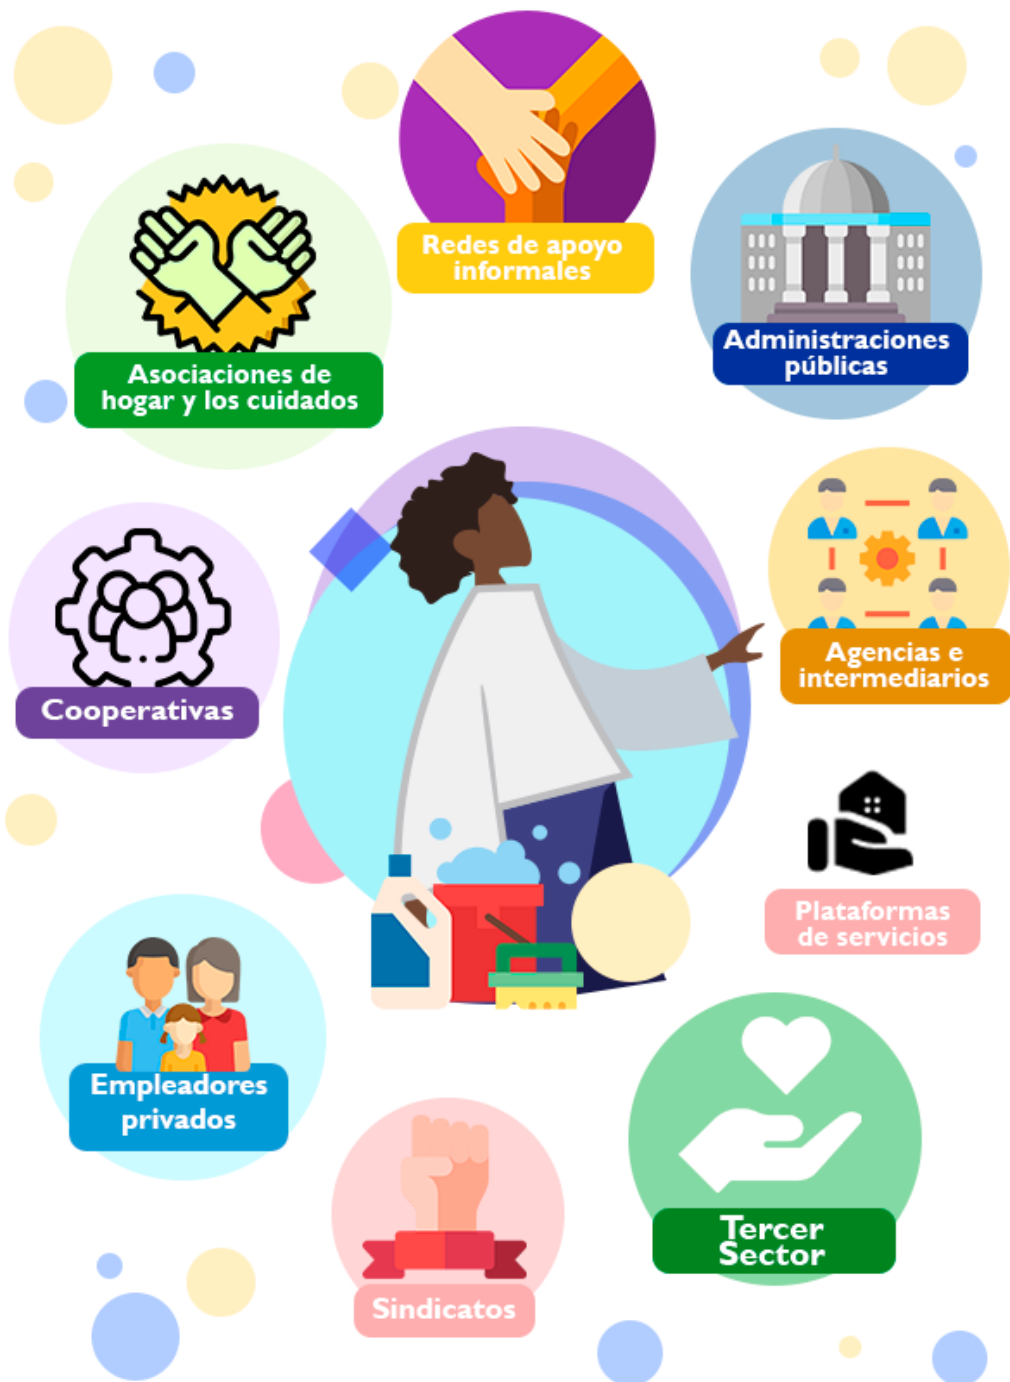 Redes de apoyo
informales
Administraciones
públicas
Asociaciones de
hogar y los cuidados
Agencias e
intermediarios
Cooperativas
Plataformas
de servicios
Empleadores
privados
Tercer
Sector
Sindicatos